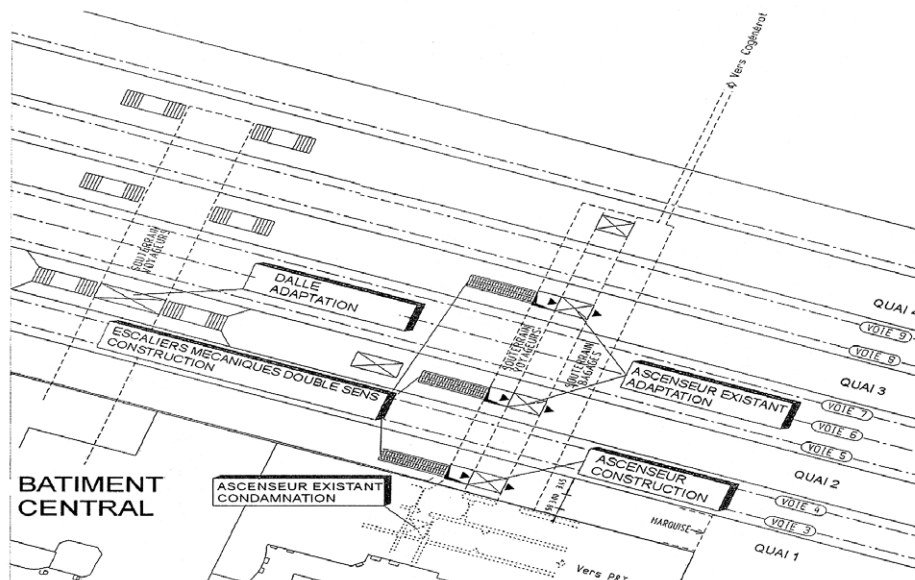 Vers Cogénérot
SOUTERRAIN
VOYAGEURS
DALLE
ADAPTATION
QUAI 4
VOIE 9
VOIE 8
QUAI 3
ESCALIERS MECANIQUES DOUBLE SENS
CONSTRUCTION
SOUTERRAIN
VOYAGEURS
SOUTERRAIN
BAGAGES
ASCENSEUR EXISTANT
ADAPTATION
VOIE 7
VOIE 6
VOIE 5
QUAI 2
BATIMENT
CENTRAL
ASCENSEUR EXISTANT
CONDAMNATION
ASCENSEUR
CONSTRUCTION
VOIE 4
VOIE 3
MARQUISE
QUAI 1
Vers P&T